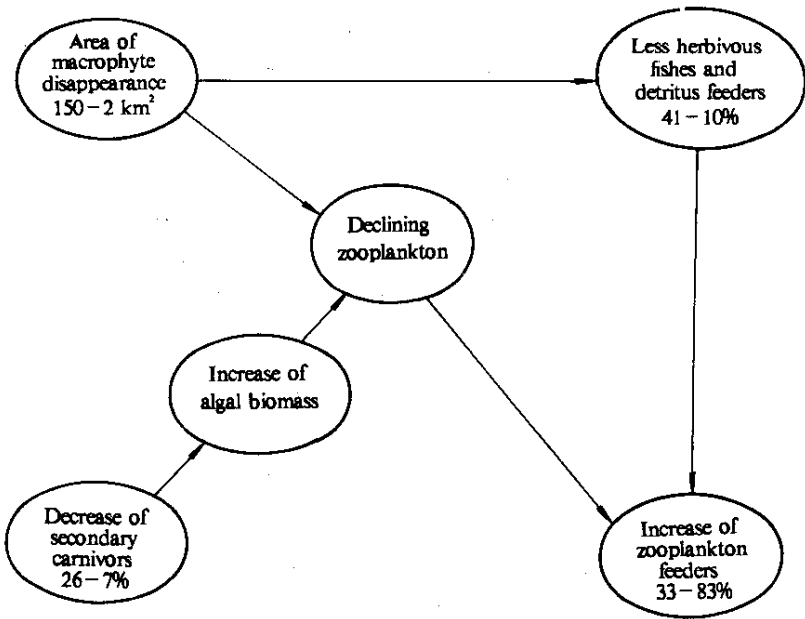 Area of
macrophyte
disappearance
150－2 km²
Less herbivous
fishes and
detritus feeders
41－10%
Declining
zooplankton
Increase of
algal biomass
Decrease of
secondary
carnivors
26－7%
Increase of
zooplankton
feeders
33－83%